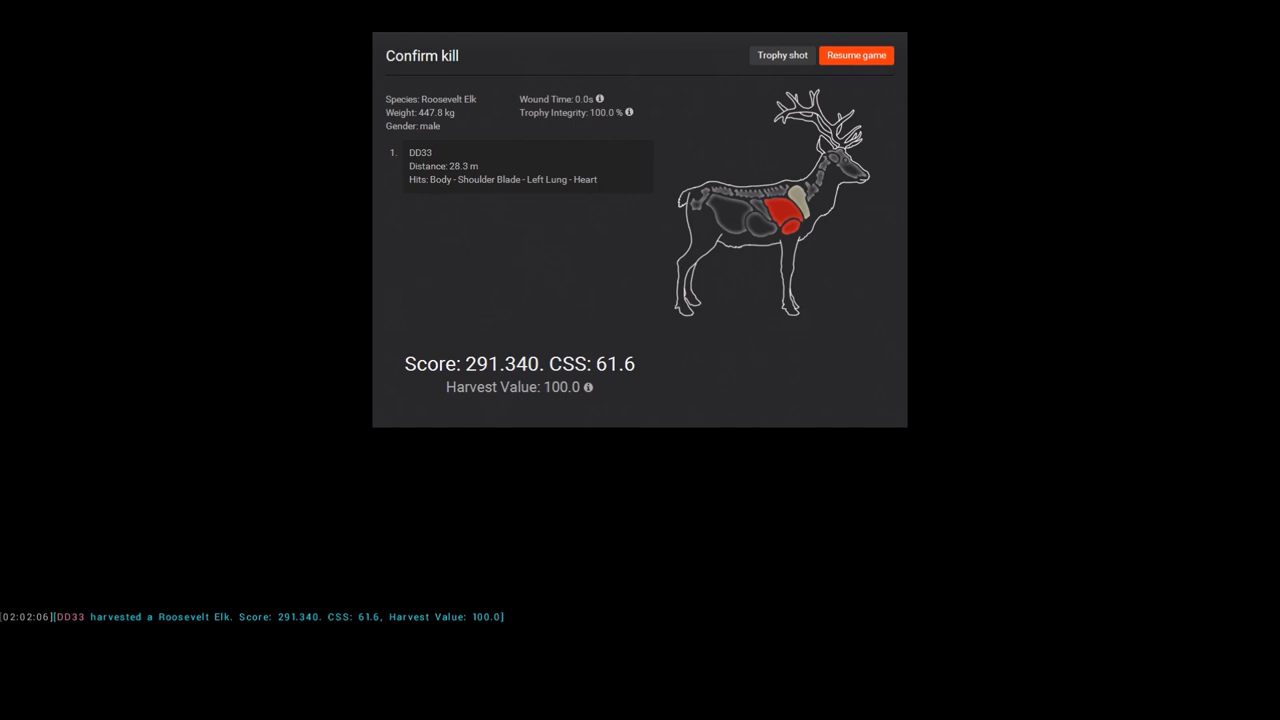 Confirm kill
Trophy shot
Resume game
Species: Roosevelt Elk
Weight: 447.8 kg
Gender: male
Wound Time: 0.0s
Trophy Integrity: 100.0 %
1.
DD33
Distance: 28.3 m
Hits: Body - Shoulder Blade - Left Lung - Heart
Score: 291.340. CSS: 61.6
Harvest Value: 100.0
[02:02:06][DD33 harvested a Roosevelt Elk. Score: 291.340. CSS: 61.6, Harvest Value: 100.0]